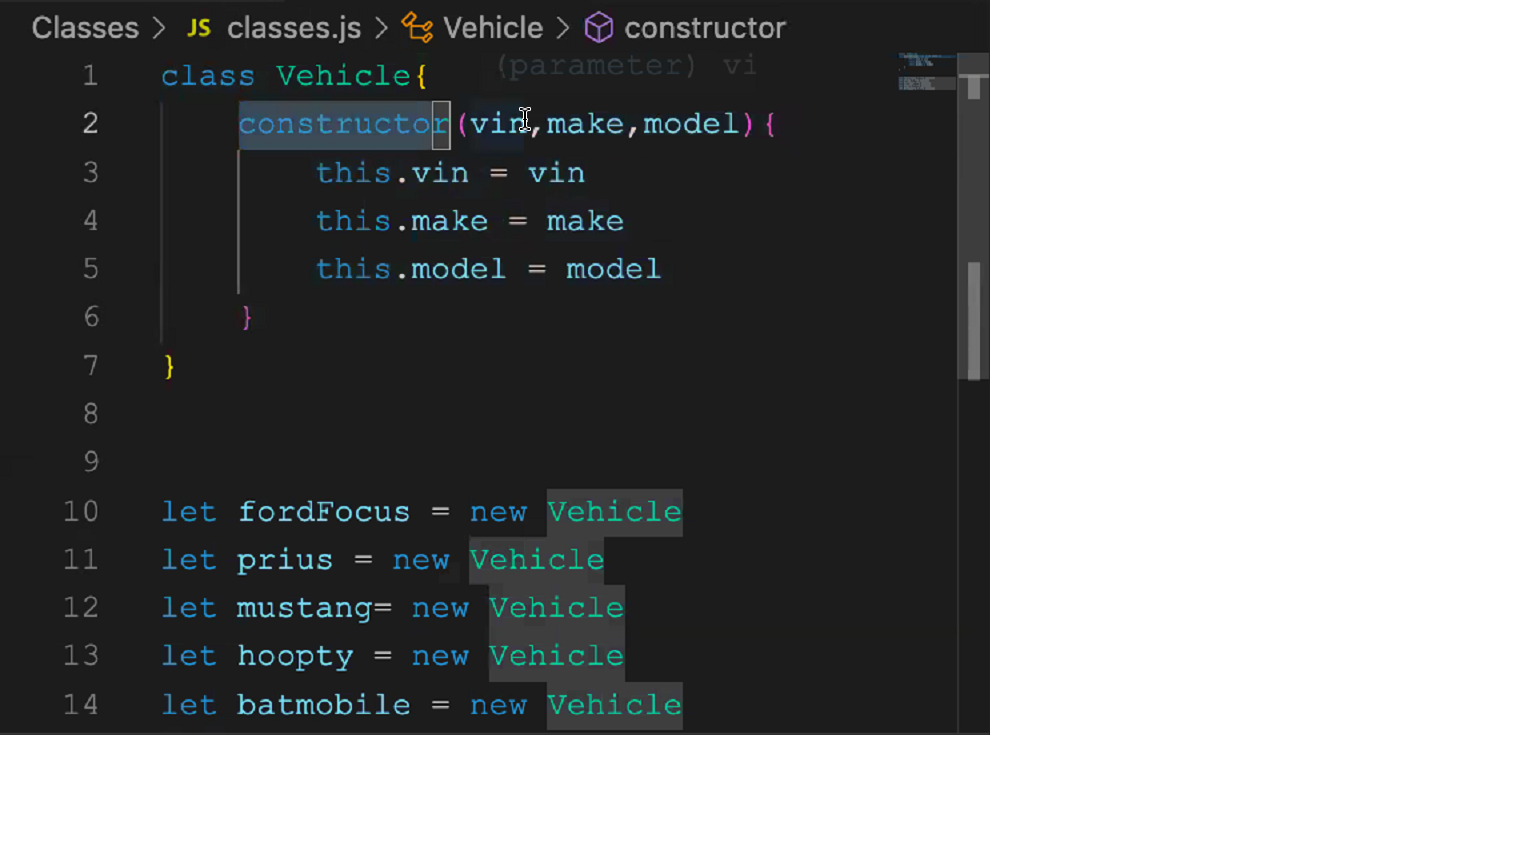 Classes > JS classes.js > Vehicle > constructor
(parameter) vi
1 class Vehicle{
2 constructor(vin,make,model){
3 this.vin = vin
4 this.make = make
5 this.model = model
6 }
7 }
8
9
10 let fordFocus = new Vehicle
11 let prius = new Vehicle
12 let mustang= new Vehicle
13 let hoopty = new Vehicle
14 let batmobile = new Vehicle